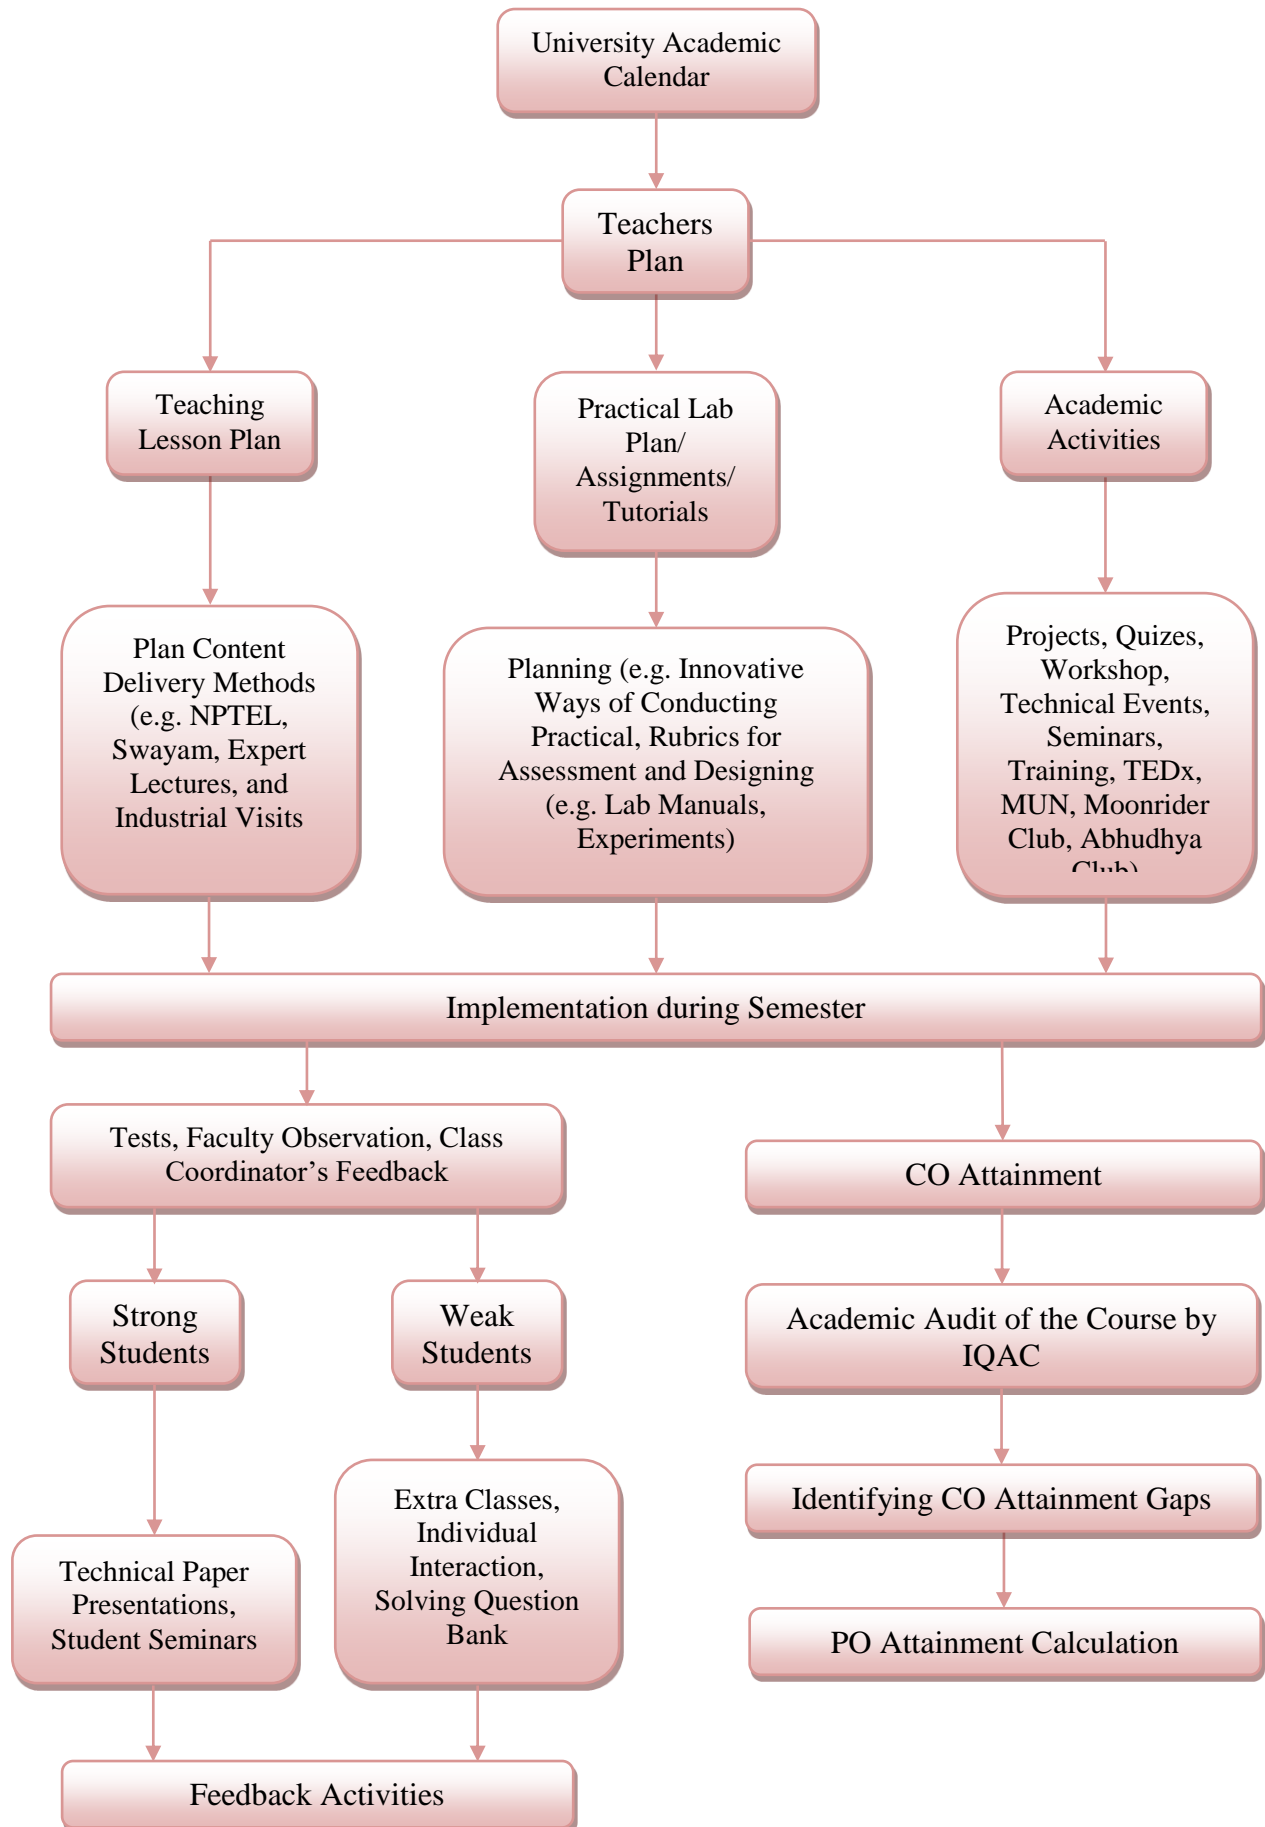 University Academic
Calendar
Teachers
Plan
Teaching
Lesson Plan
Practical Lab
Plan/
Assignments/
Tutorials
Academic
Activities
Plan Content
Delivery Methods
(e.g. NPTEL,
Swayam, Expert
Lectures, and
Industrial Visits
Planning (e.g. Innovative
Ways of Conducting
Practical, Rubrics for
Assessment and Designing
(e.g. Lab Manuals,
Experiments)
Projects, Quizes,
Workshop,
Technical Events,
Seminars,
Training, TEDx,
MUN, Moonrider
Club, Abhudhya
Club)
Implementation during Semester
Tests, Faculty Observation, Class
Coordinator’s Feedback
Strong
Students
Weak
Students
Technical Paper
Presentations,
Student Seminars
Extra Classes,
Individual
Interaction,
Solving Question
Bank
Feedback Activities
CO Attainment
Academic Audit of the Course by
IQAC
Identifying CO Attainment Gaps
PO Attainment Calculation